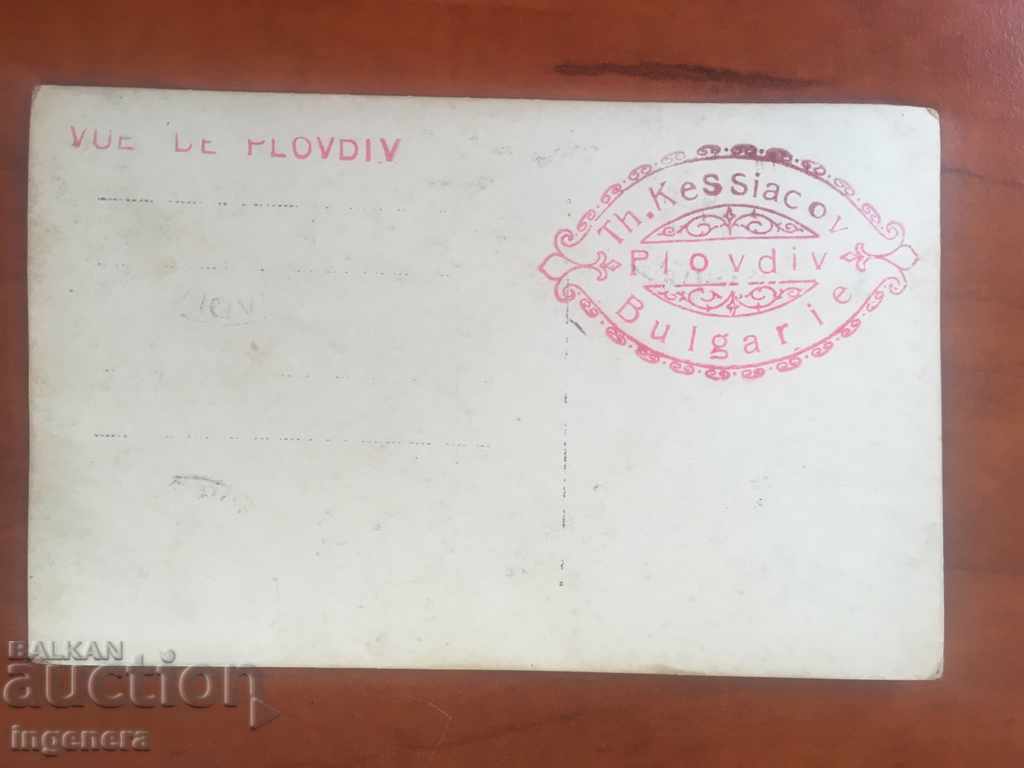 VUE DE PLOVDIV
Th. Kessiacov
Plovdiv
Bulgarie
BALKAN
auction
ingenera